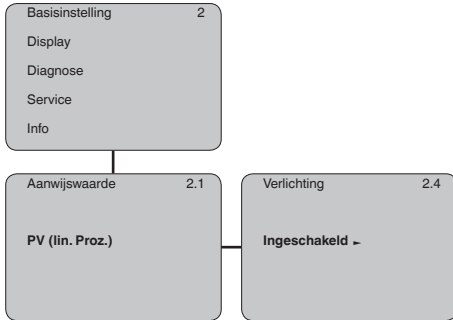 Basisinstelling 2
Display
Diagnose
Service
Info
Aanwijswaarde 2.1
PV (lin. Proz.)
Verlichting 2.4
Ingeschakeld ►